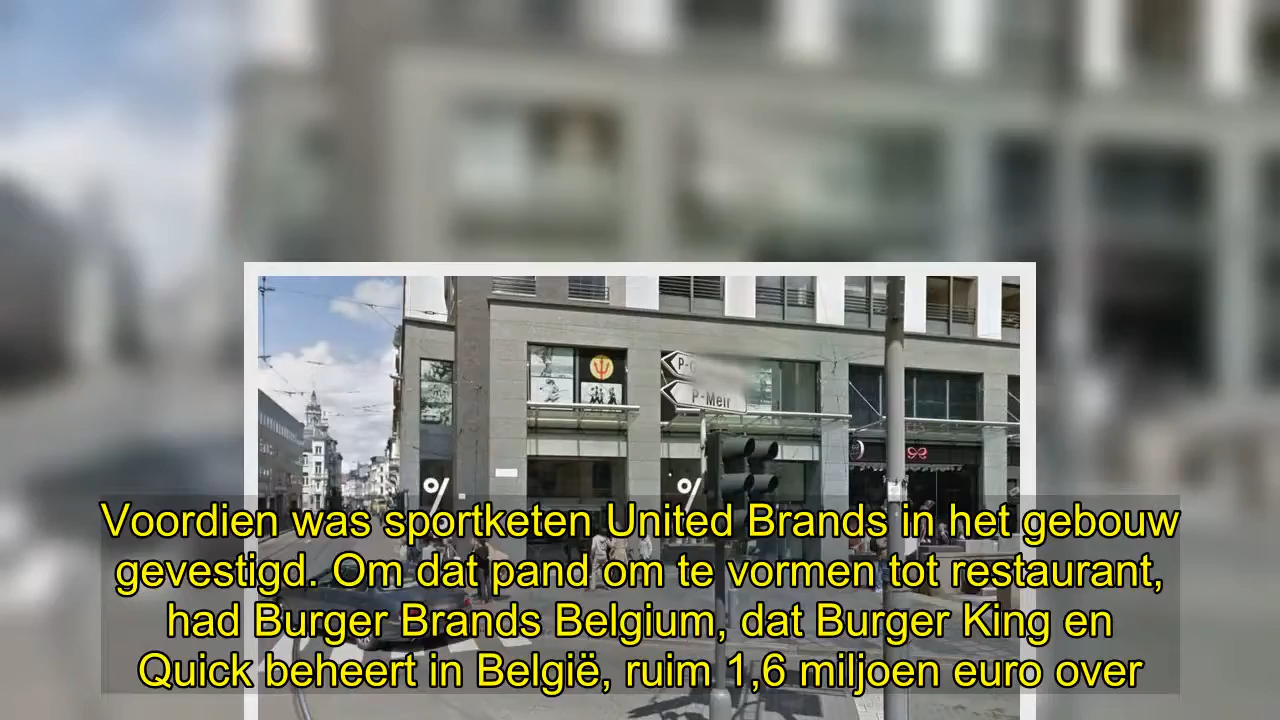 P-Meir
%
%
Voordien was sportketen United Brands in het gebouw
gevestigd. Om dat pand om te vormen tot restaurant,
had Burger Brands Belgium, dat Burger King en
Quick beheert in België, ruim 1,6 miljoen euro over